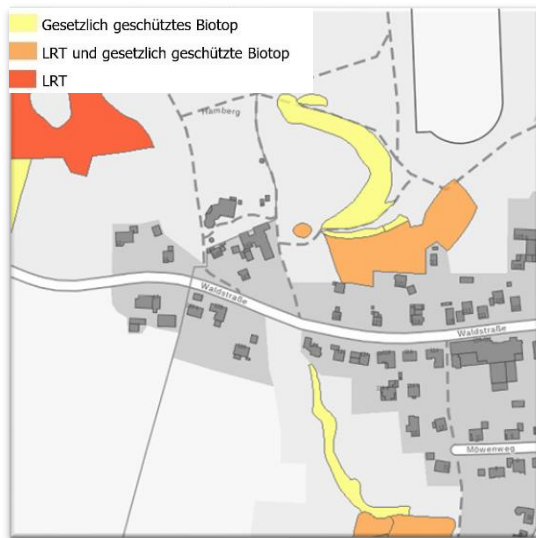 Gesetzlich geschütztes Biotop
LRT und gesetzlich geschützte Biotop
LRT
Hamberg
Waldstraße
Waldstraße
Möwenweg